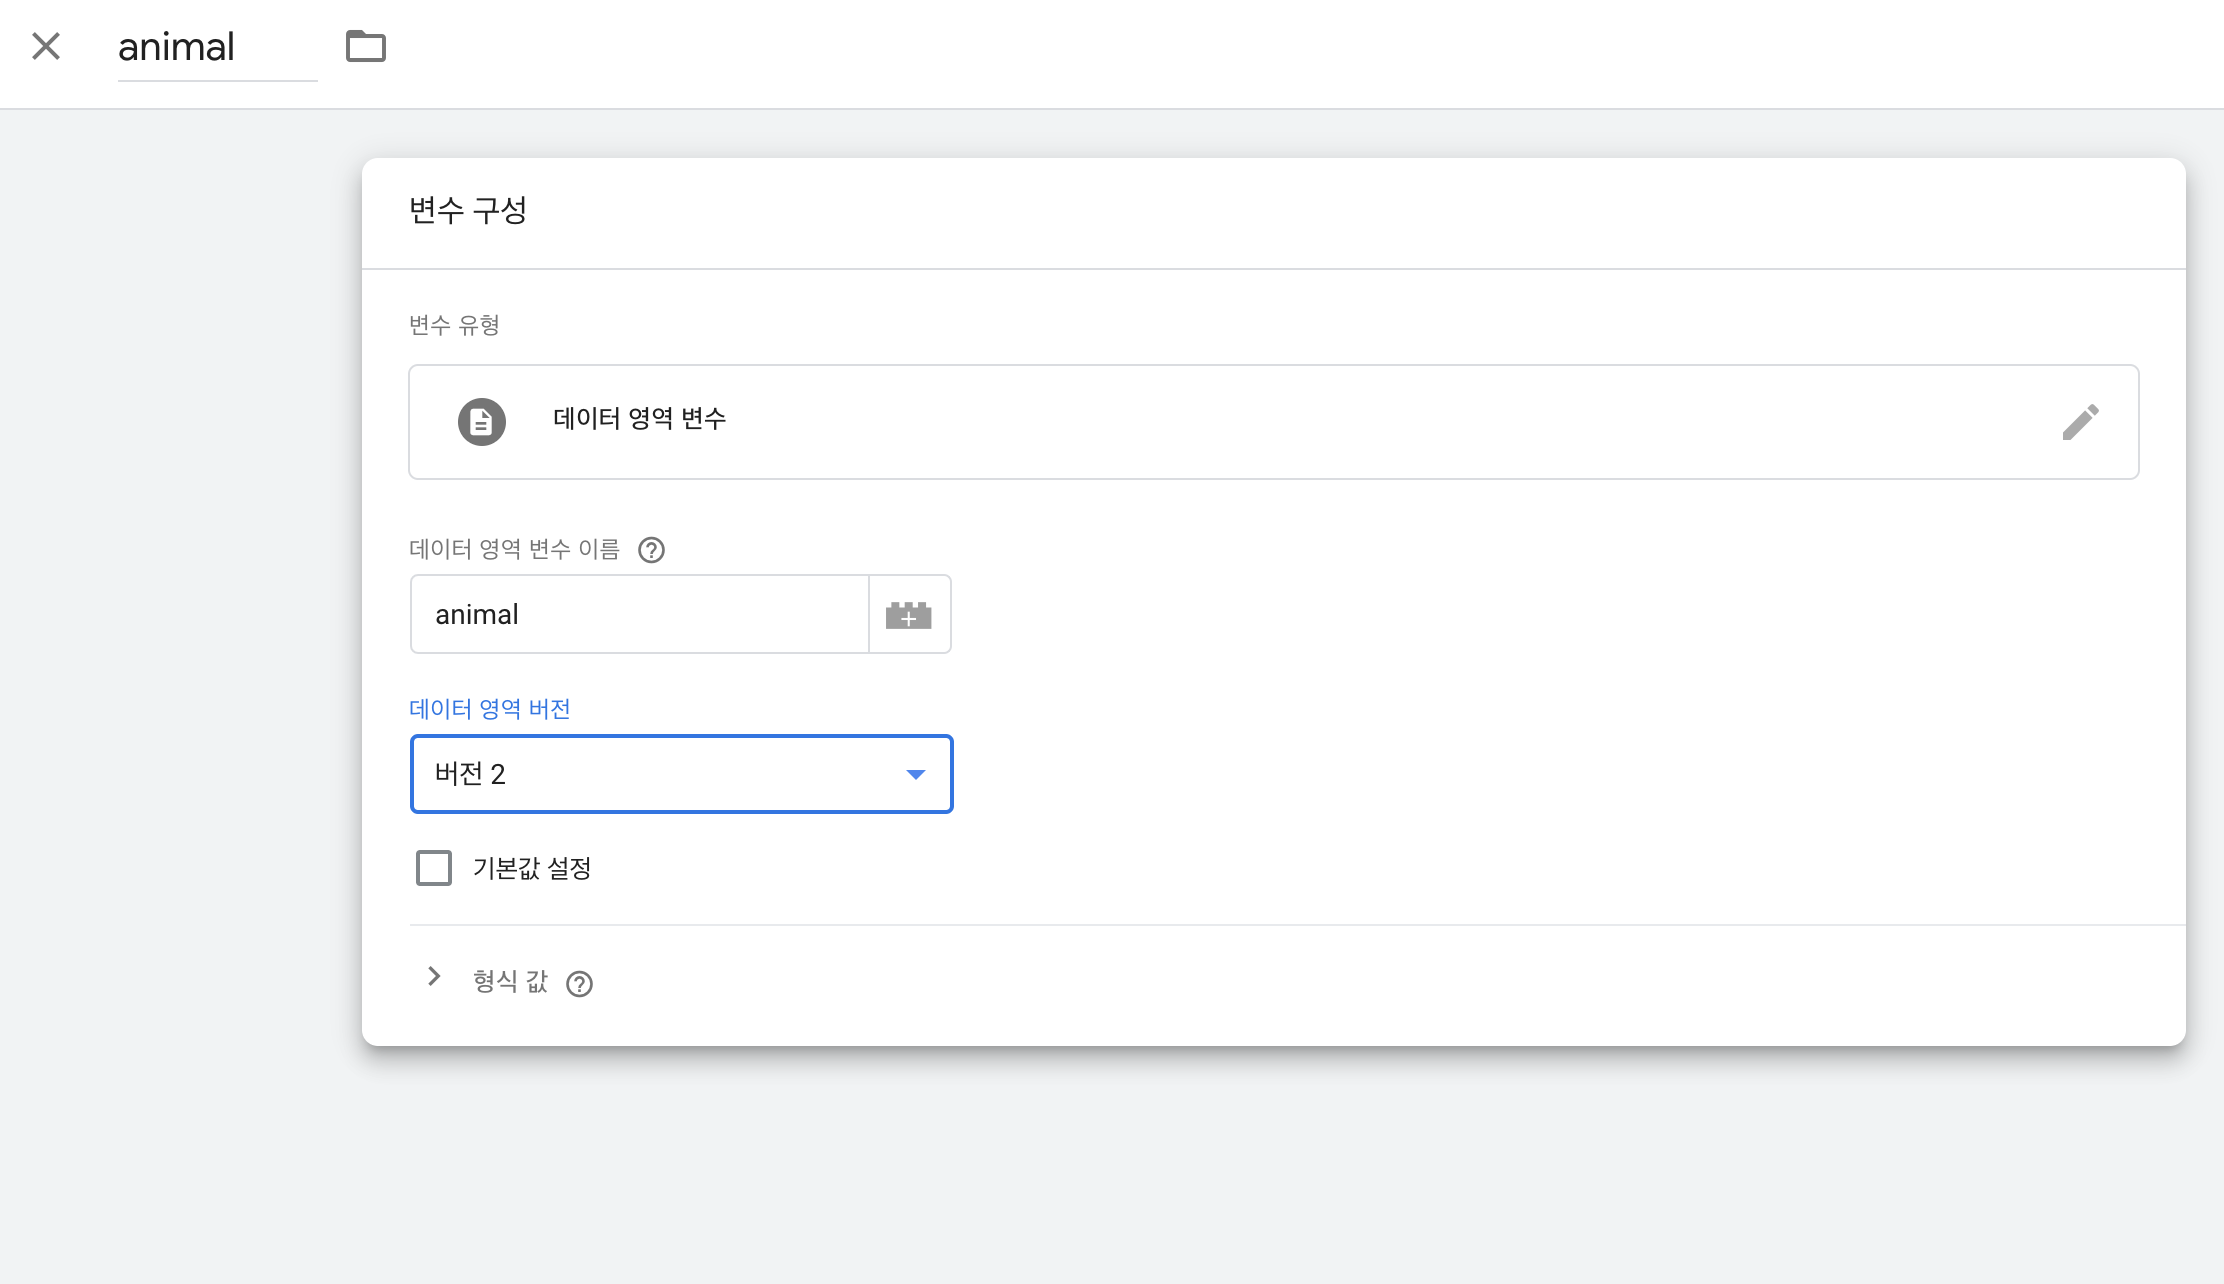 animal
변수 구성
변수 유형
데이터 영역 변수
데이터 영역 변수 이름
animal
데이터 영역 버전
버전 2
기본값 설정
형식 값